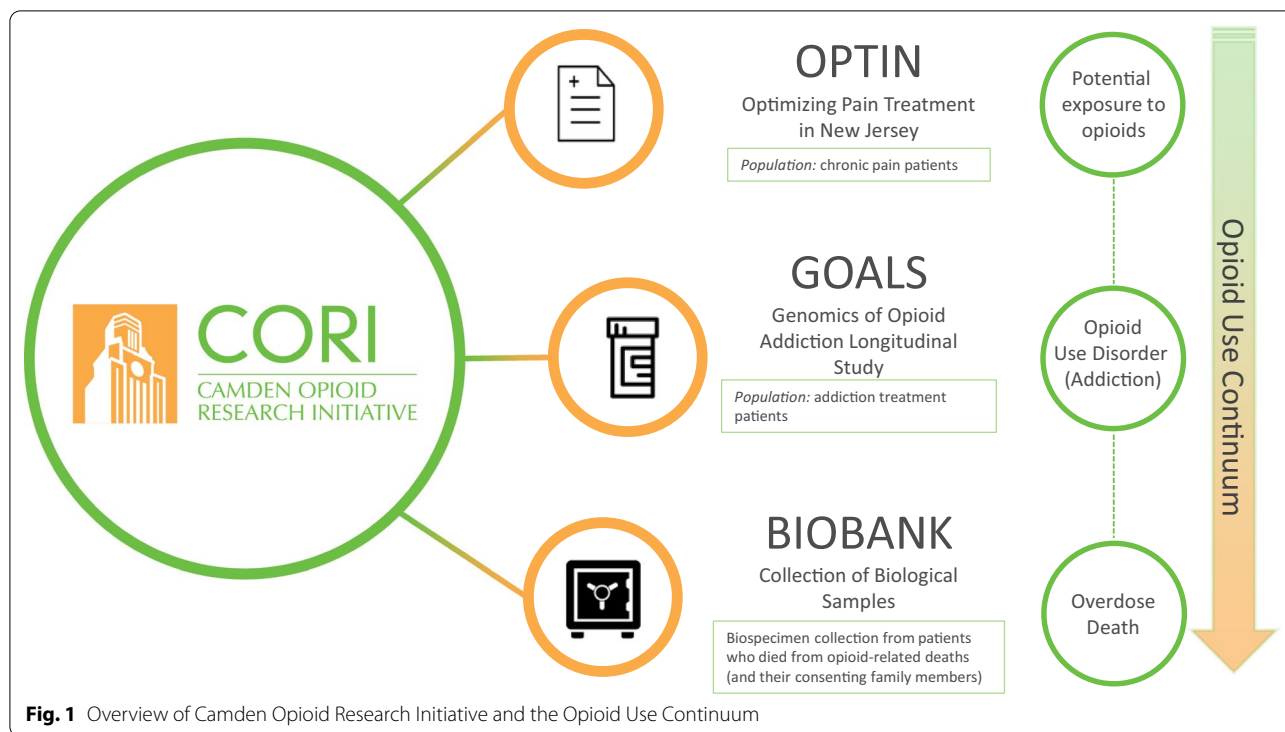 CORI
CAMDEN OPIOID
RESEARCH INITIATIVE
OPTIN
Optimizing Pain Treatment
in New Jersey
Population: chronic pain patients
Potential
exposure to
opioids
GOALS
Genomics of Opioid
Addiction Longitudinal
Study
Population: addiction treatment
patients
Opioid
Use Disorder
(Addiction)
BIOBANK
Collection of Biological
Samples
Biospecimen collection from patients
who died from opioid-related deaths
(and their consenting family members)
Overdose
Death
Opioid Use Continuum
Fig. 1 Overview of Camden Opioid Research Initiative and the Opioid Use Continuum